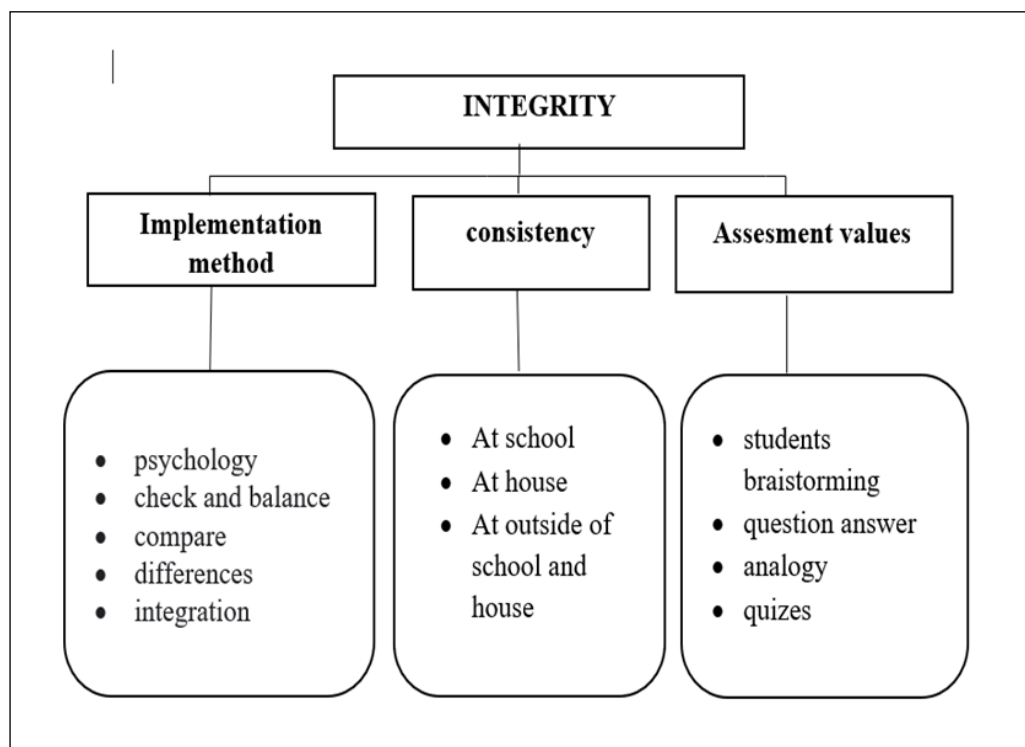 INTEGRITY
Implementation
method
consistency
Assesment values
• psychology
• check and balance
• compare
• differences
• integration
• At school
• At house
• At outside of
school and
house
• students
braistorming
• question answer
• analogy
• quizes